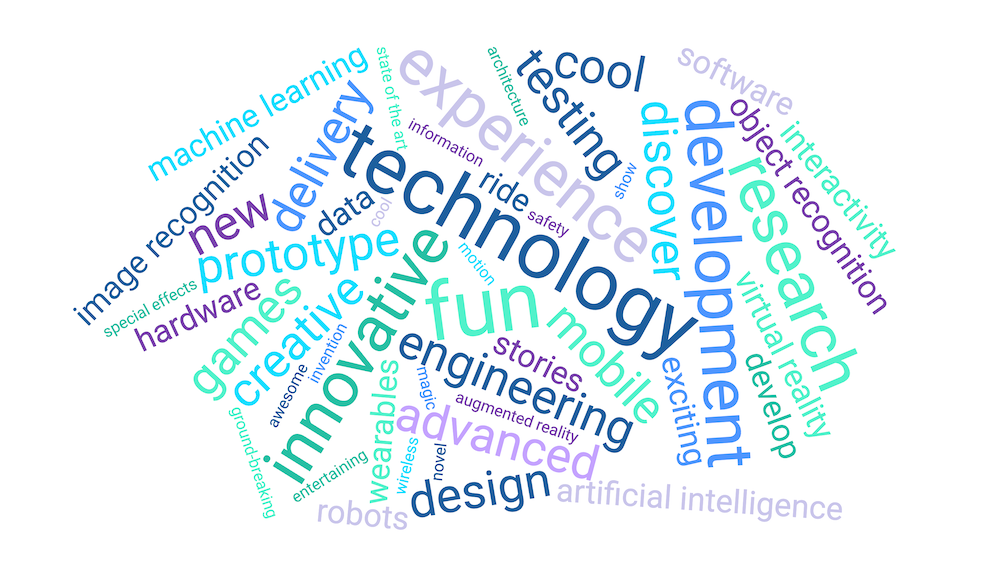 machine learning
state of the art
experience
architecture
testing
cool
software
object recognition
interactivity
image recognition
delivery
technology
information
ride
show
discover
development
research
new
data
cool
safety
prototype
motion
special effects
hardware
games
creative
innovative
fun
mobile
virtual reality
invention
awesome
engineering
stories
exciting
develop
magic
augmented reality
wearables
advanced
ground-breaking
entertaining
wireless
novel
design
artificial intelligence
robots